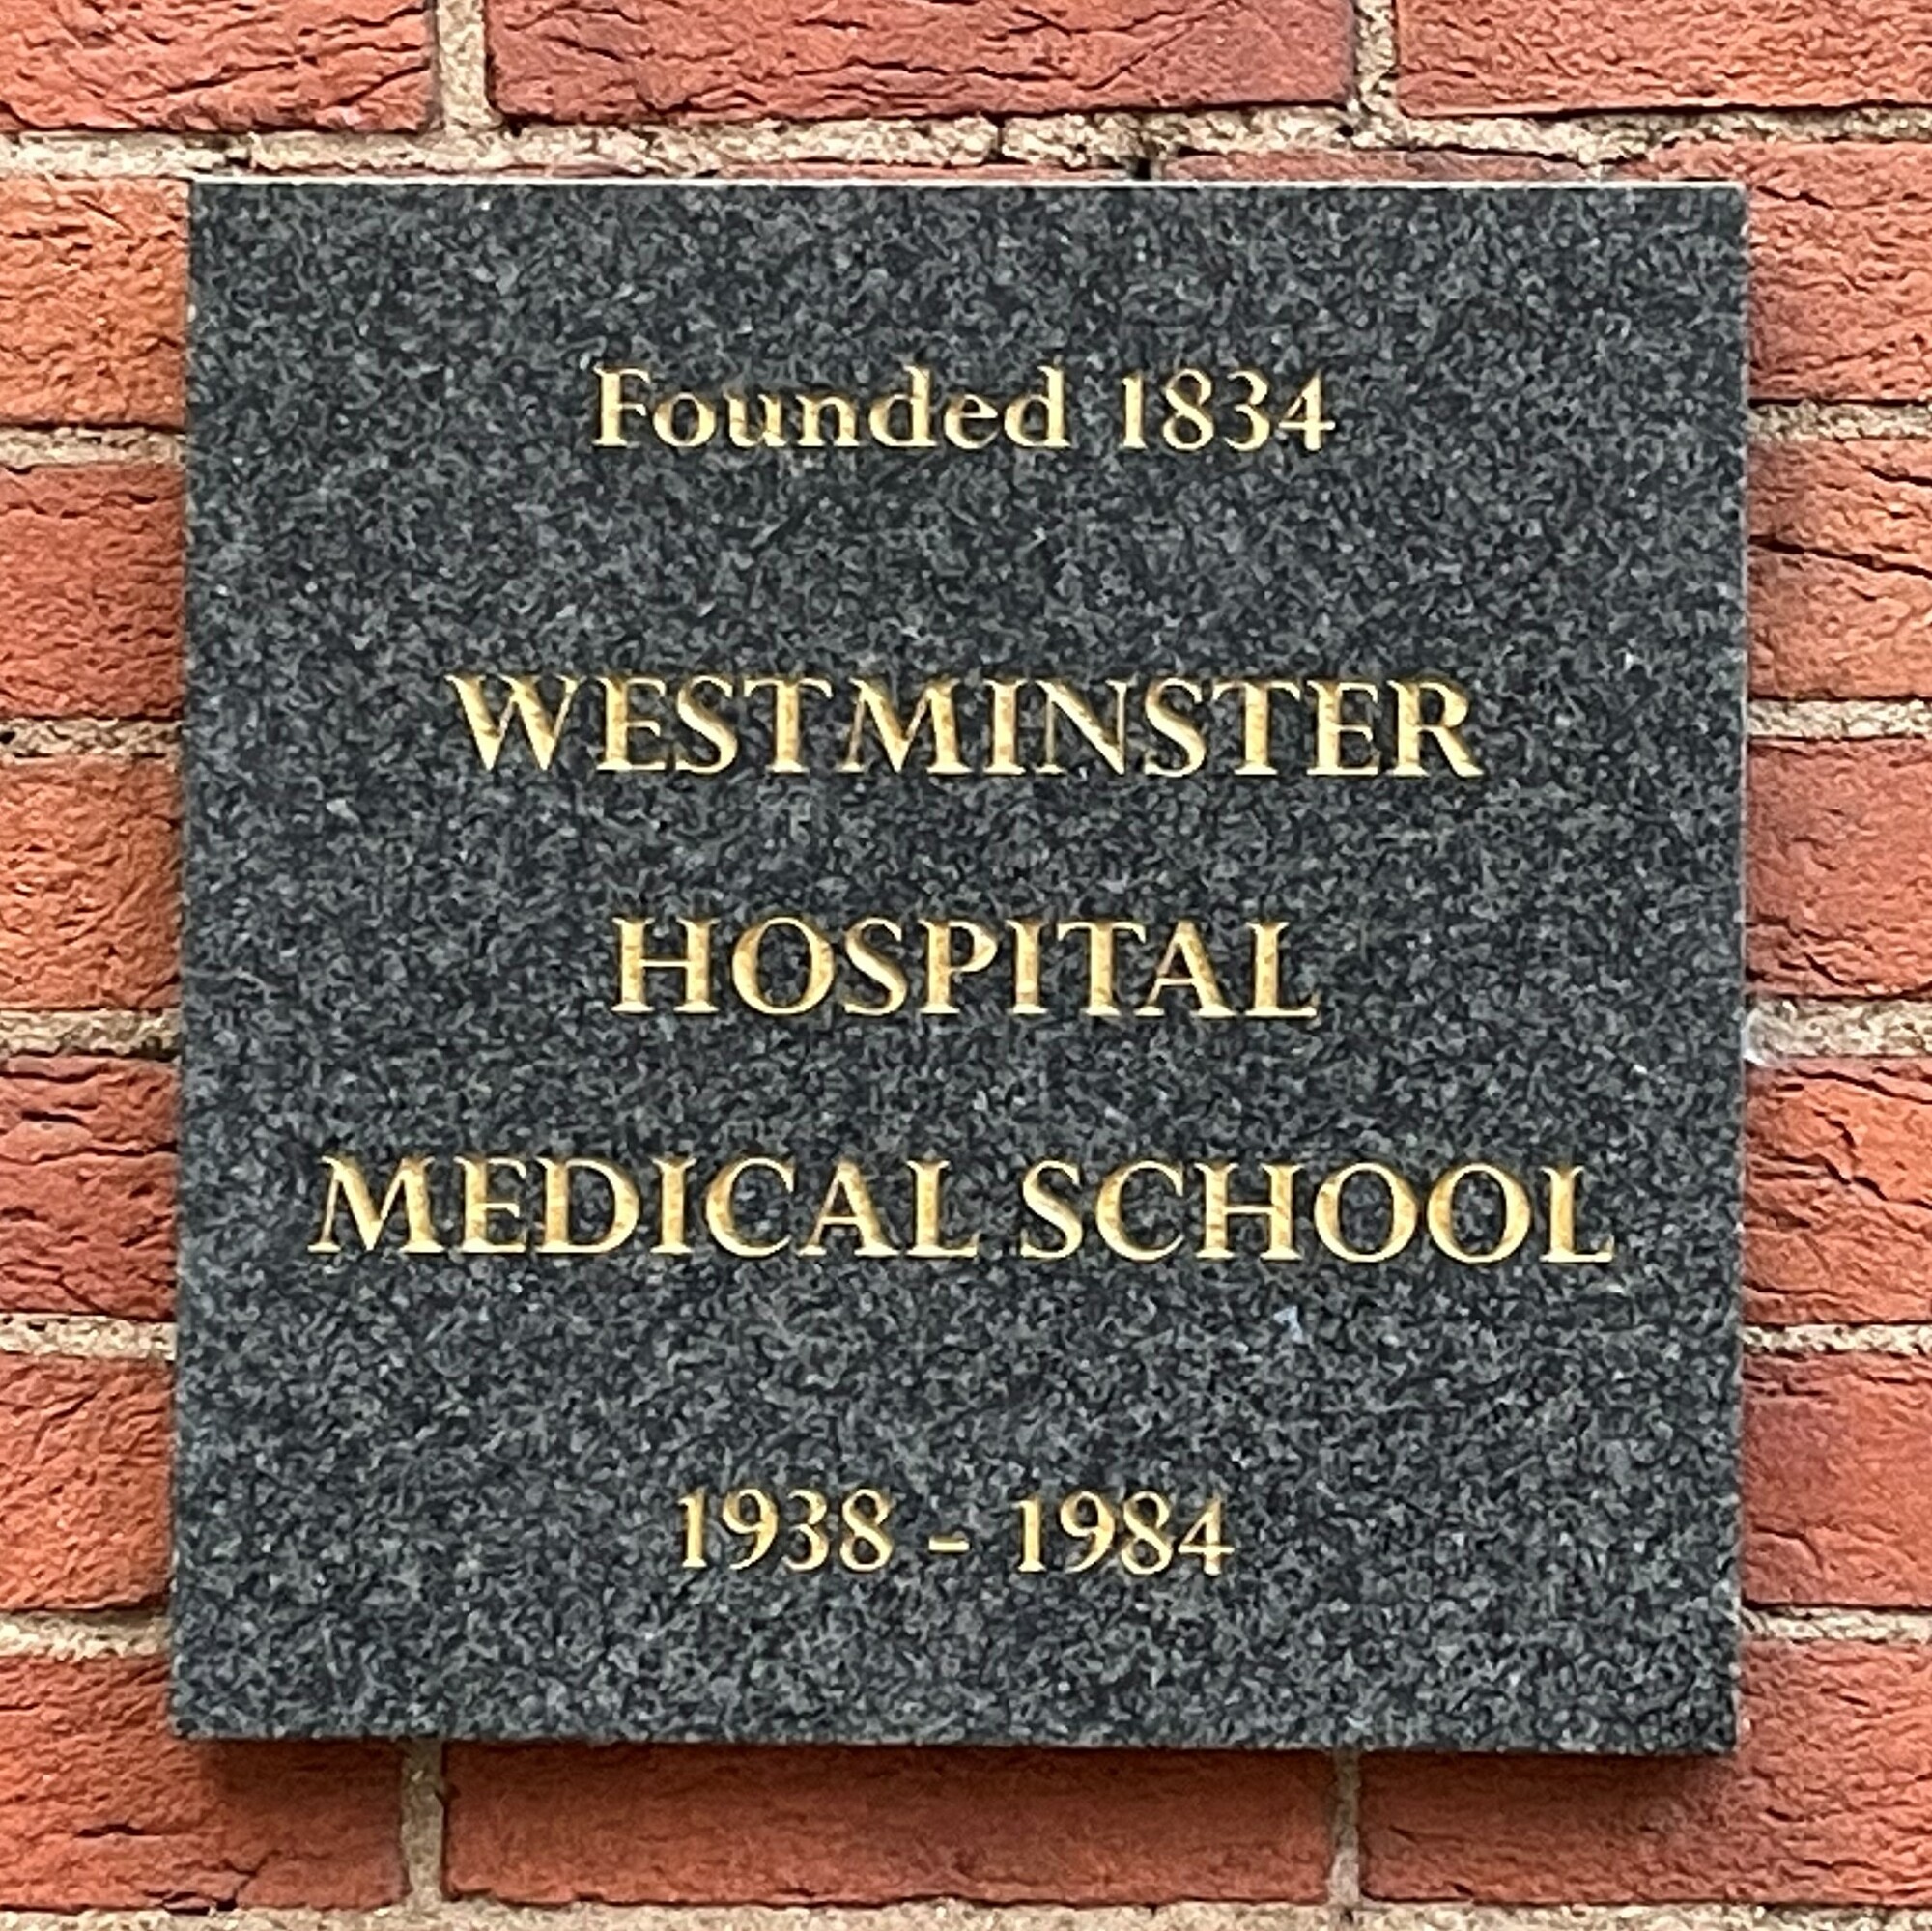 Founded 1834
WESTMINSTER
HOSPITAL
MEDICAL SCHOOL
1938 - 1984